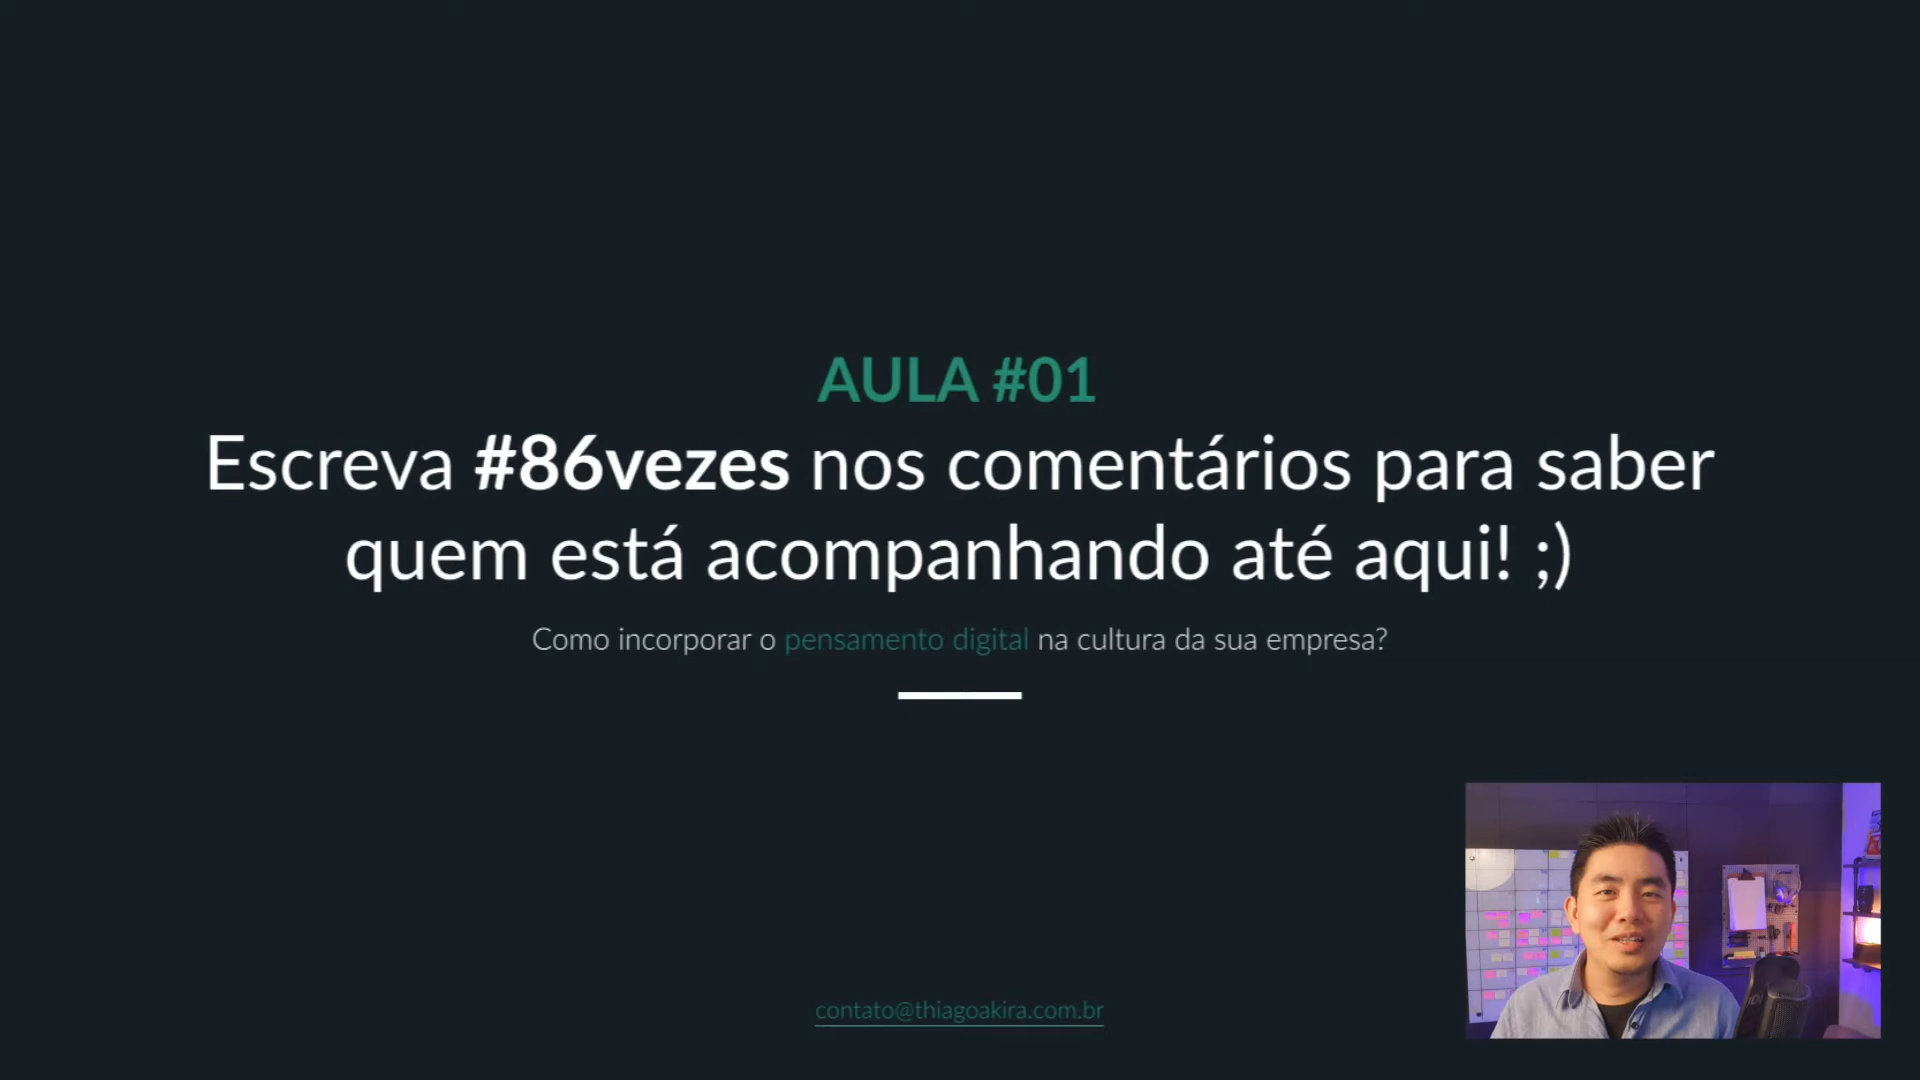 AULA #01
Escreva #86vezes nos comentários para saber
quem está acompanhando até aqui! ;)
Como incorporar o pensamento digital na cultura da sua empresa?
contato@thiagoakira.com.br